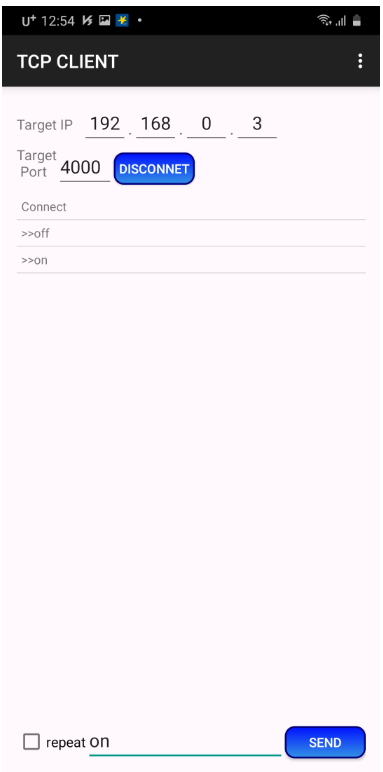 U+ 12:54
TCP CLIENT
Target IP 192 . 168 . 0 . 3
Target
Port 4000 DISCONNET
Connect
>>off
>>on
repeat on SEND